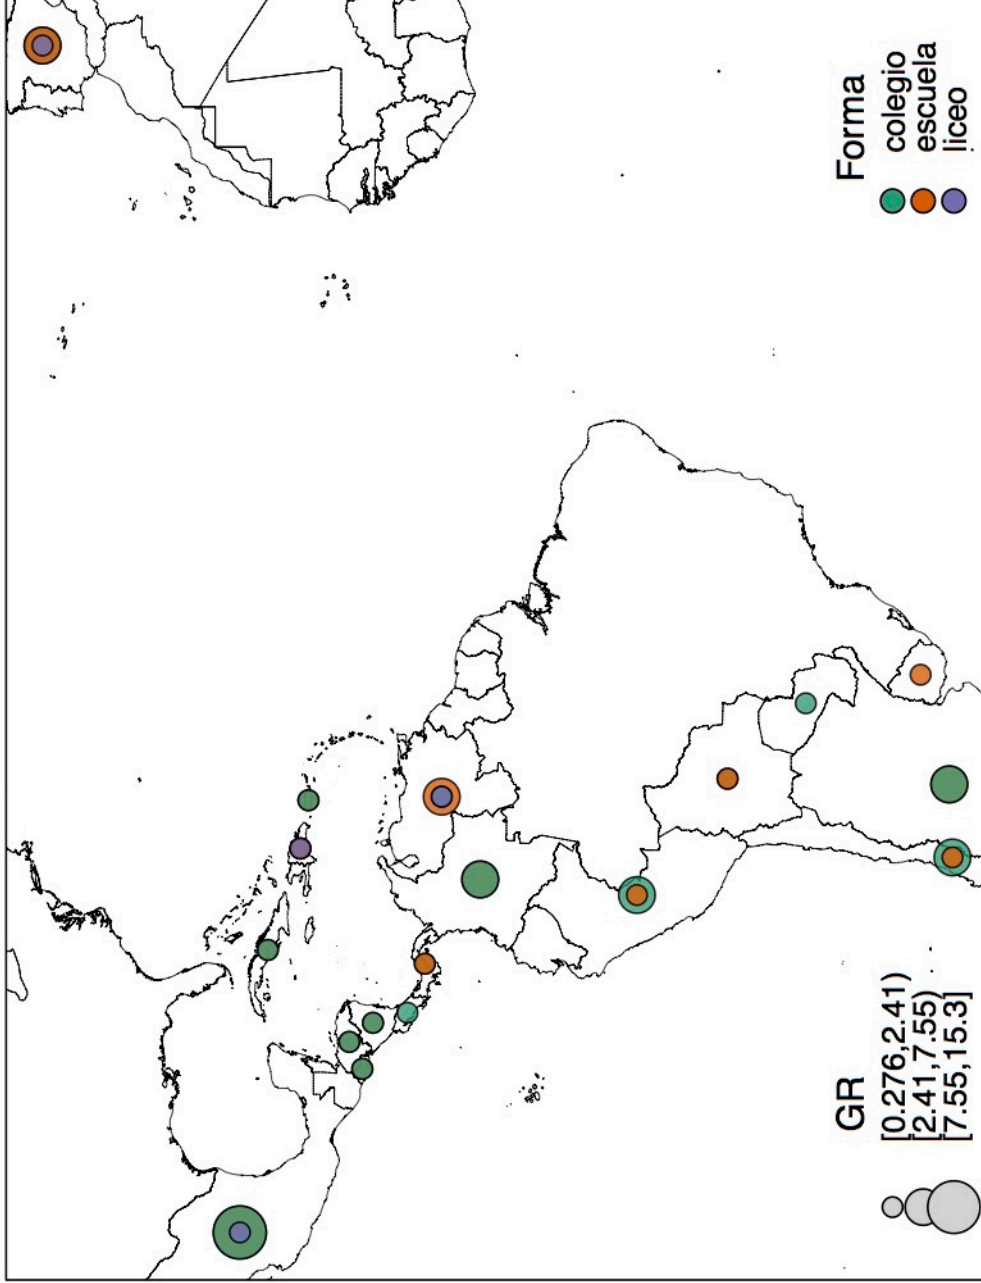 GR
[0.276,2.41)
[2.41,7.55)
[7.55,15.3]
Forma
colegio
escuela
liceo